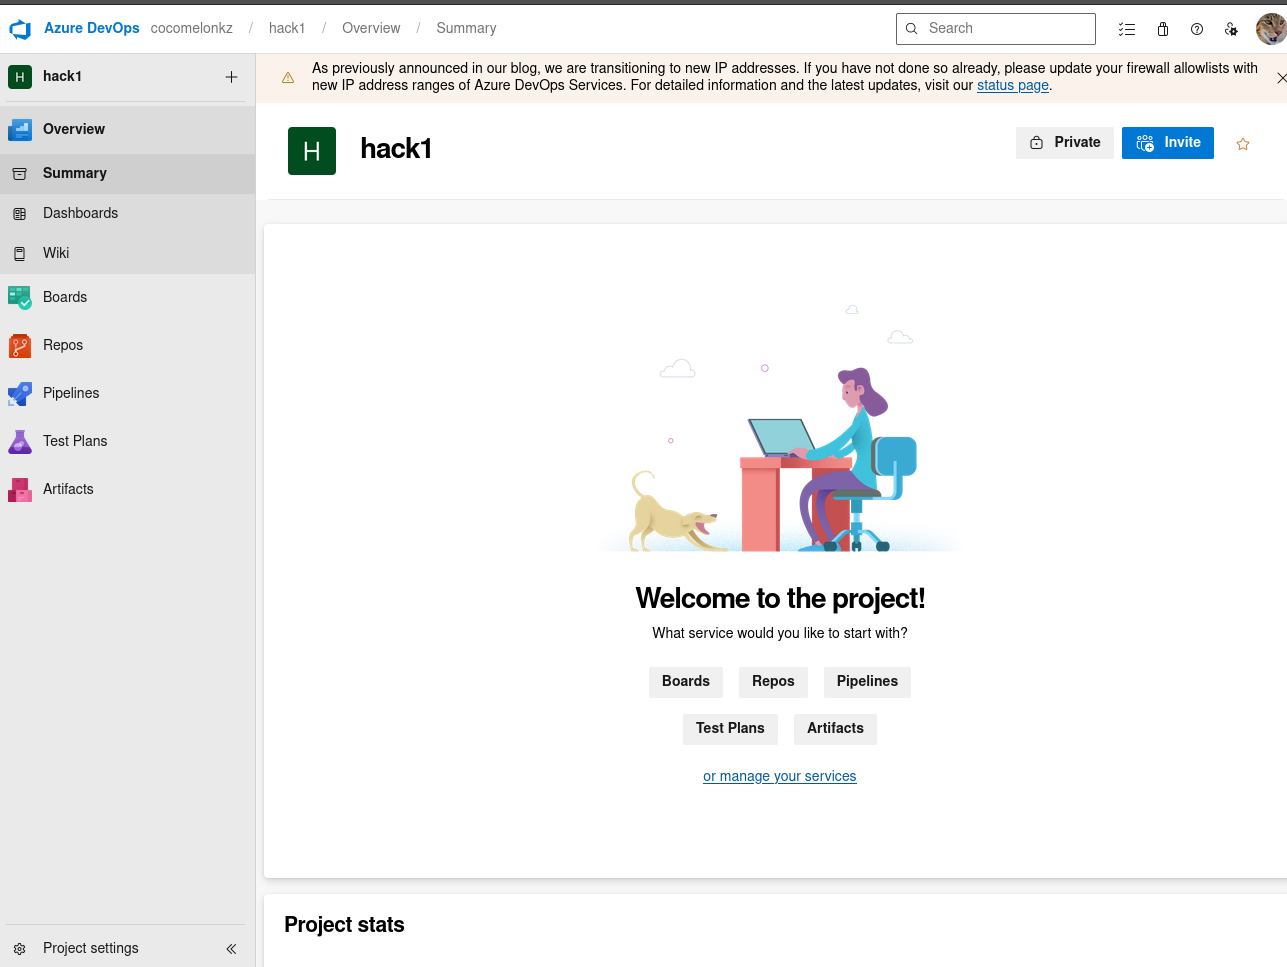 Azure DevOps cocomelonkz / hack1 / Overview / Summary
Search
H hack1
As previously announced in our blog, we are transitioning to new IP addresses. If you have not done so already, please update your firewall allowlists with
new IP address ranges of Azure DevOps Services. For detailed information and the latest updates, visit our status page.
Overview
Summary
Dashboards
Wiki
Boards
Repos
Pipelines
Test Plans
Artifacts
Project settings
H hack1
Private
Invite
Welcome to the project!
What service would you like to start with?
Boards Repos Pipelines
Test Plans Artifacts
or manage your services
Project stats